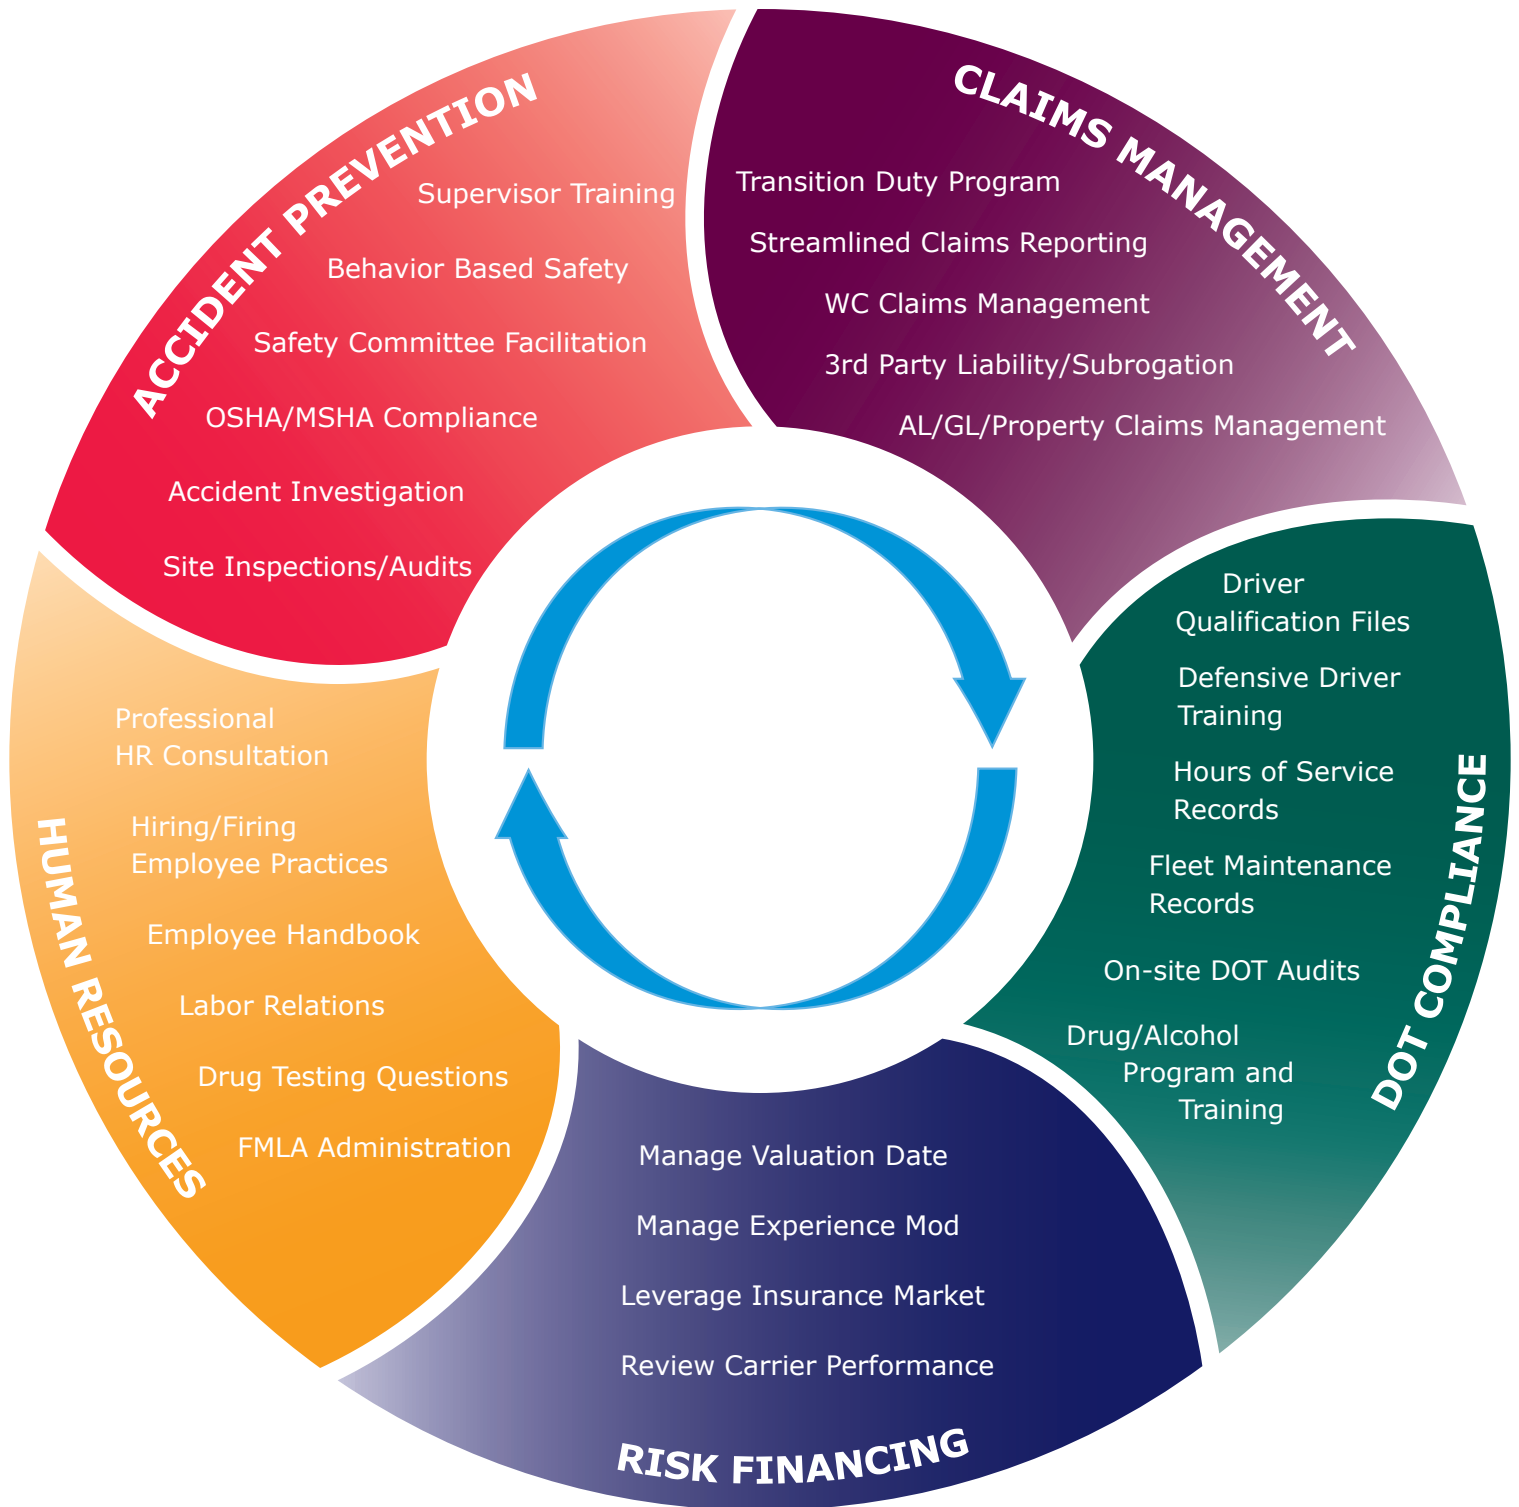 ACCIDENT PREVENTION
Supervisor Training
Behavior Based Safety
Safety Committee Facilitation
OSHA/MSHA Compliance
Accident Investigation
Site Inspections/Audits
CLAIMS MANAGEMENT
Transition Duty Program
Streamlined Claims Reporting
WC Claims Management
3rd Party Liability/Subrogation
AL/GL/Property Claims Management
DOT COMPLIANCE
Driver
Qualification Files
Defensive Driver
Training
Hours of Service
Records
Fleet Maintenance
Records
On-site DOT Audits
Drug/Alcohol
Program and
Training
RISK FINANCING
Manage Valuation Date
Manage Experience Mod
Leverage Insurance Market
Review Carrier Performance
HUMAN RESOURCES
Professional
HR Consultation
Hiring/Firing
Employee Practices
Employee Handbook
Labor Relations
Drug Testing Questions
FMLA Administration